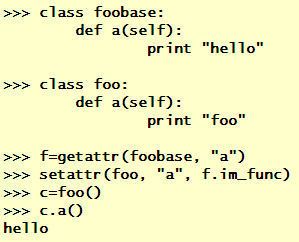 >>> class foobase:
        def a(self):
                print "hello"
>>> class foo:
        def a(self):
                print "foo"
>>> f=getattr(foobase, "a")
>>> setattr(foo, "a", f.im_func)
>>> c=foo()
>>> c.a()
hello